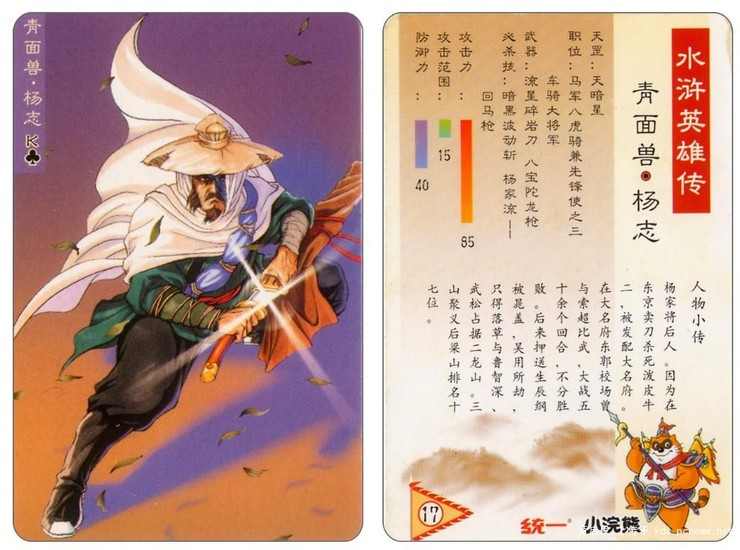 青面兽·杨志 K♣
水浒英雄传
青面兽·杨志
天罡：天暗星
职位：马军八虎骑兼先锋使之三
车骑大将军
武器：流星碎岩刀 八宝陀龙枪
必杀技：暗黑波动斩 杨家流——
回马枪
攻击力：85
攻击范围：15
防御力：40
人物小传
杨家将后人。因为在
东京卖刀杀死泼皮牛
二，被发配大名府。
在大名府东郭校场曾
与索超比武，大战五
十余个回合，不分胜
败。后来押送生辰纲
被晁盖，吴用所劫，
只得落草与鲁智深、
武松占据二龙山。三
山聚义后梁山排名十
七位。
17
统一® 小浣熊
kds.pchome.net